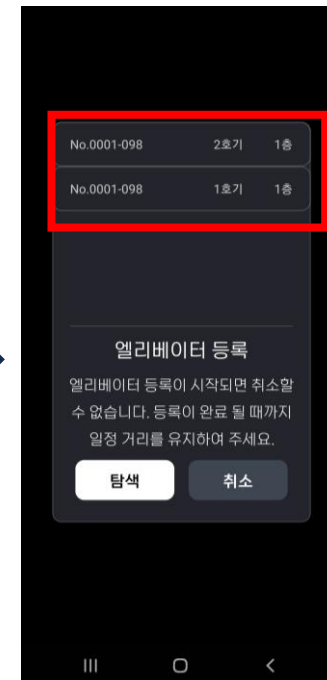 No.0001-098 2호기 1층
No.0001-098 1호기 1층
엘리베이터 등록
엘리베이터 등록이 시작되면 취소할
수 없습니다. 등록이 완료 될 때까지
일정 거리를 유지하여 주세요.
탐색 취소